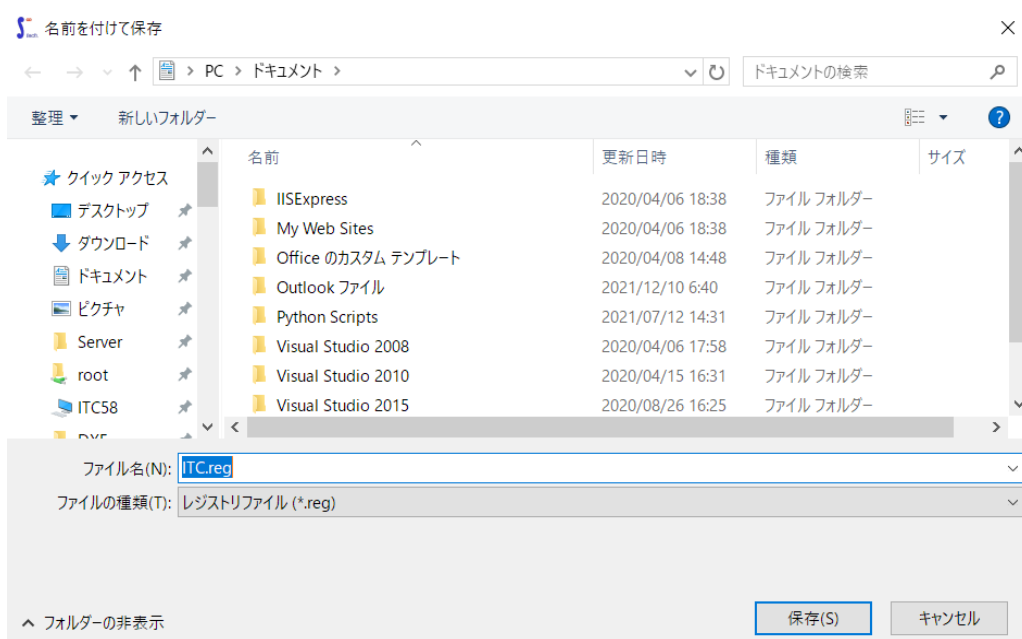 名前を付けて保存
PC > ドキュメント >
ドキュメントの検索
整理
新しいフォルダー
名前
更新日時
種類
サイズ
クイック アクセス
デスクトップ
ダウンロード
ドキュメント
ピクチャ
Server
root
ITC58
IISExpress 2020/04/06 18:38 ファイル フォルダー
My Web Sites 2020/04/06 18:38 ファイル フォルダー
Office のカスタム テンプレート 2020/04/08 14:48 ファイル フォルダー
Outlook ファイル 2021/12/10 6:40 ファイル フォルダー
Python Scripts 2021/07/12 14:31 ファイル フォルダー
Visual Studio 2008 2020/04/06 17:58 ファイル フォルダー
Visual Studio 2010 2020/04/15 16:31 ファイル フォルダー
Visual Studio 2015 2020/08/26 16:25 ファイル フォルダー
ファイル名(N): ITC.reg
ファイルの種類(T): レジストリファイル (*.reg)
フォルダーの非表示
保存(S)
キャンセル